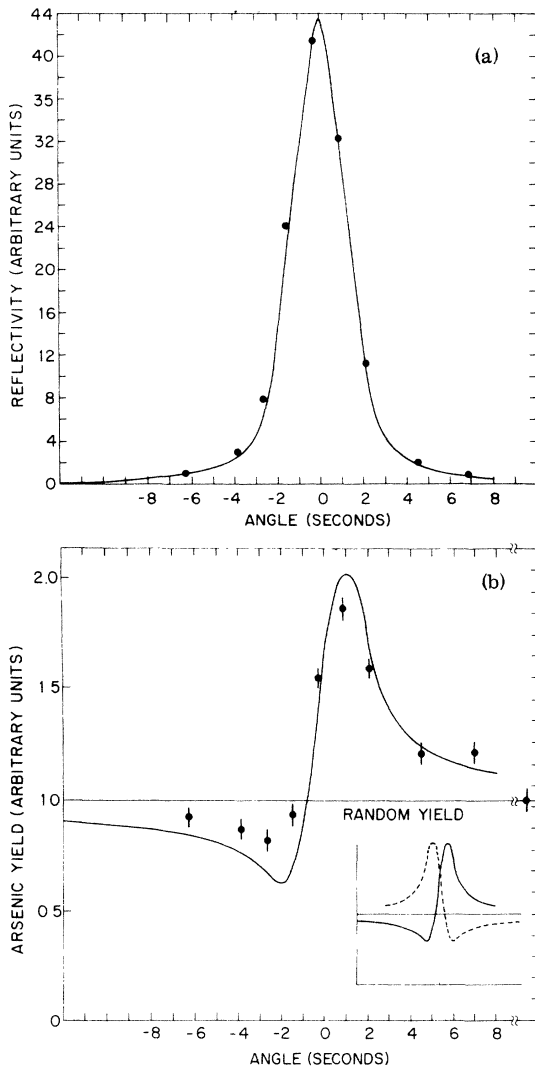 44
40
36
32
28
24
20
16
12
8
4
0
REFLECTIVITY (ARBITRARY UNITS)
(a)
-8 -6 -4 -2 0 2 4 6 8
ANGLE (SECONDS)
2.0
1 5
1 0
0 5
0
ARSENIC YIELD (ARBITRARY UNITS)
(b)
RANDOM YIELD
-8 -6 -4 -2 0 2 4 6 8
ANGLE (SECONDS)